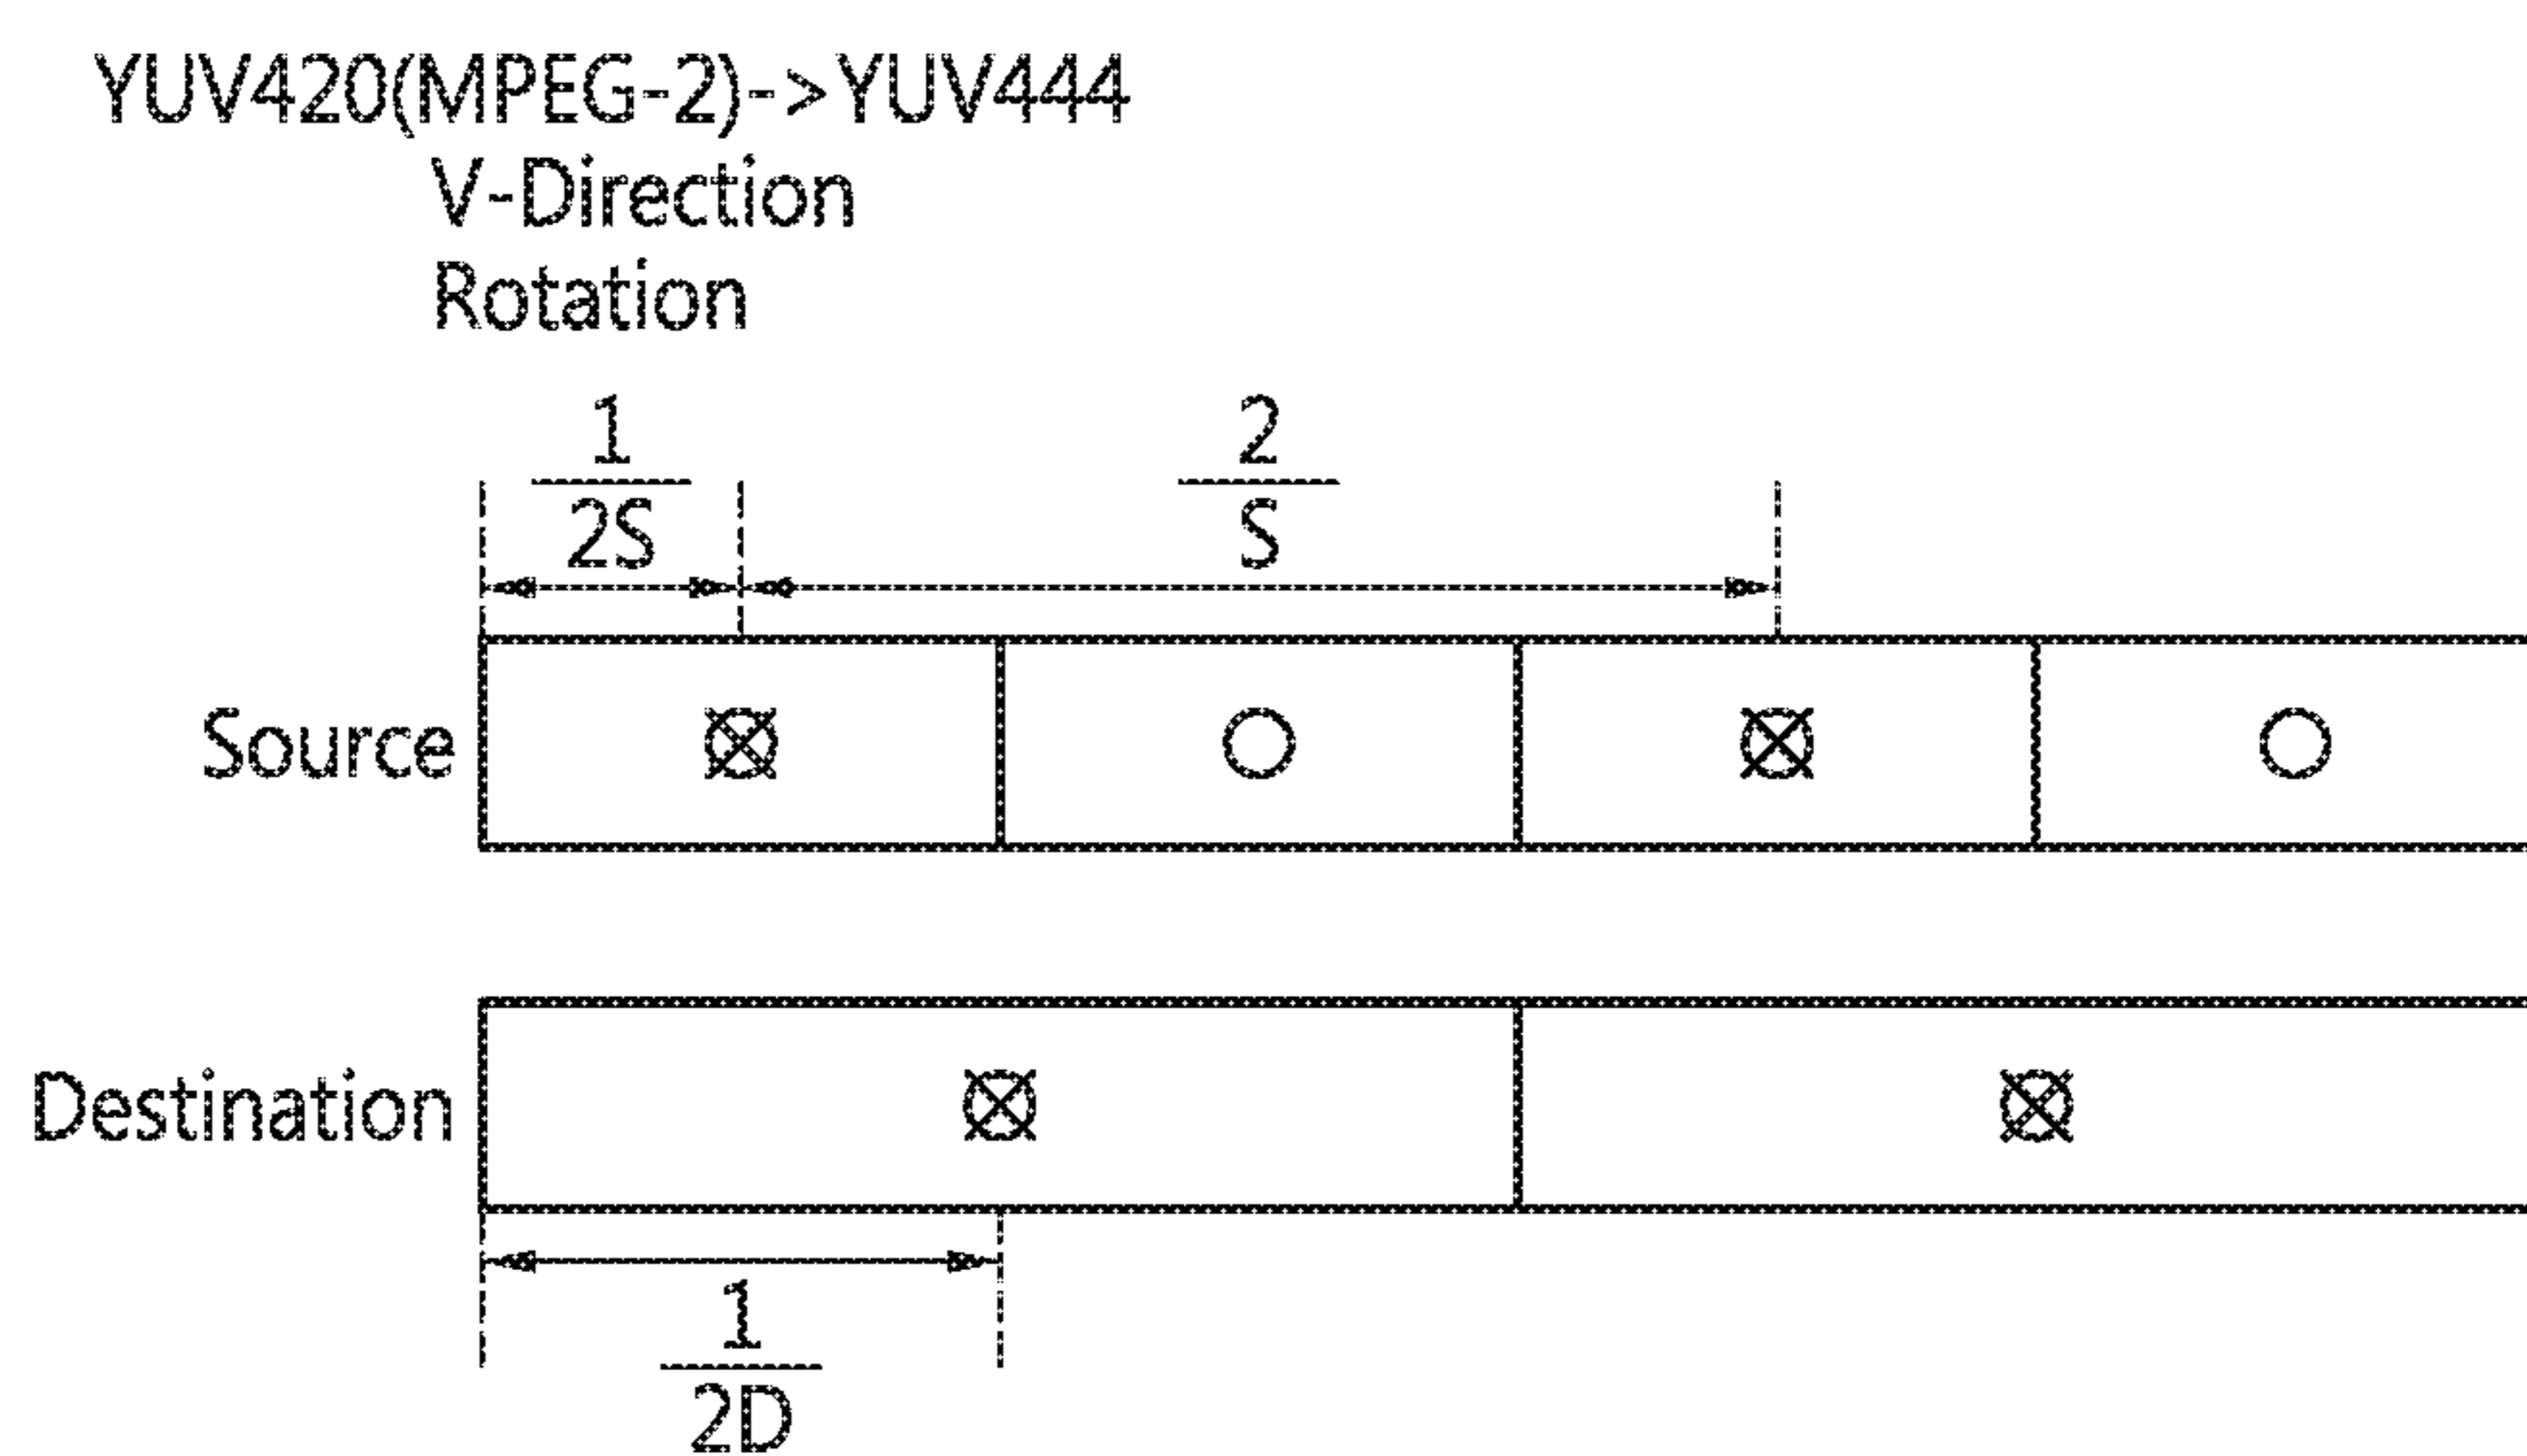 YUV420(MPEG-2)->YUV444
V-Direction
Rotation
1
2S
2
S
Source
Destination
1
2D